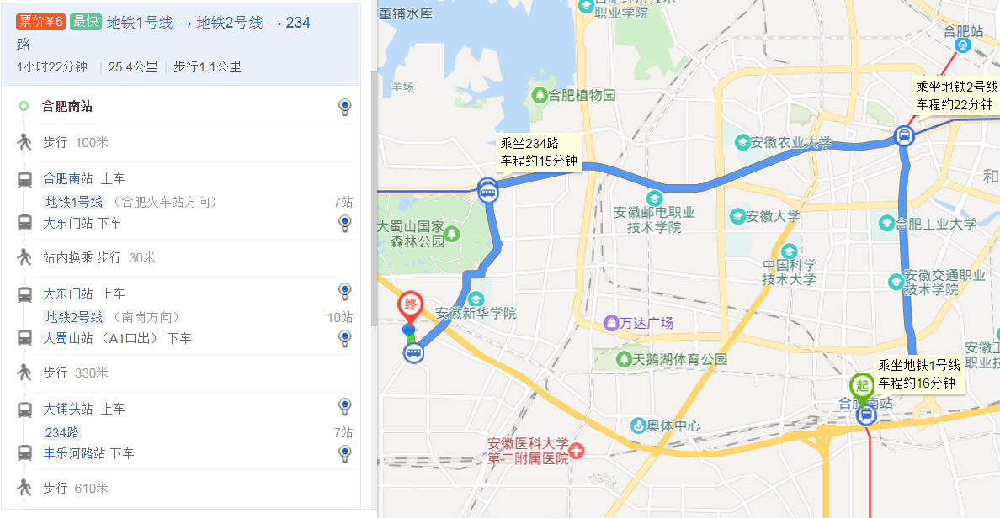 票价¥6 最快 地铁1号线 → 地铁2号线 → 234
路
1小时22分钟 | 25.4公里 | 步行1.1公里
合肥南站
步行 100米
合肥南站 上车
地铁1号线 （合肥火车站方向） 7站
大东门站 下车
站内换乘 步行 30米
大东门站 上车
地铁2号线 （南岗方向） 10站
大蜀山站 （A1口出） 下车
步行 330米
大铺头站 上车
234路 7站
丰乐河路站 下车
步行 610米
董铺水库
合肥经济技术
职业学院
合肥站
羊场
合肥植物园
乘坐地铁2号线
车程约22分钟
乘坐234路
车程约15分钟
安徽农业大学
和
安徽邮电职业
技术学院
安徽大学
合肥工业大学
大蜀山国家
森林公园
中国科学
技术大学
安徽交通职业
技术学院
终
安徽新华学院
万达广场
天鹅湖体育公园
安徽
职业技
乘坐地铁1号线
车程约16分钟
起
合肥南站
奥体中心
安徽医科大学
第二附属医院